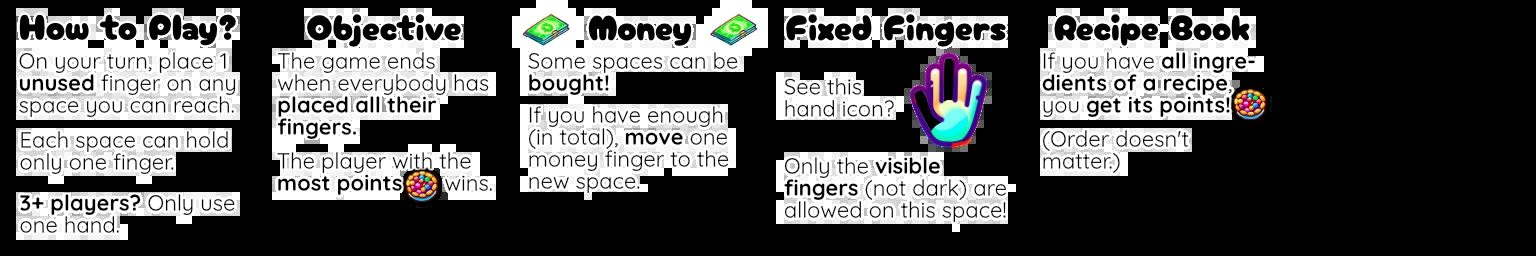 How to Play?
On your turn, place 1
unused finger on any
space you can reach.
Each space can hold
only one finger.
3+ players? Only use
one hand!
Objective
The game ends
when everybody has
placed all their
fingers.
The player with the
most points wins.
Money
Some spaces can be
bought!
If you have enough
(in total), move one
money finger to the
new space.
Fixed Fingers
See this
hand icon?
Only the visible
fingers (not dark) are
allowed on this space!
Recipe Book
If you have all ingre-
dients of a recipe,
you get its points!
(Order doesn't
matter.)